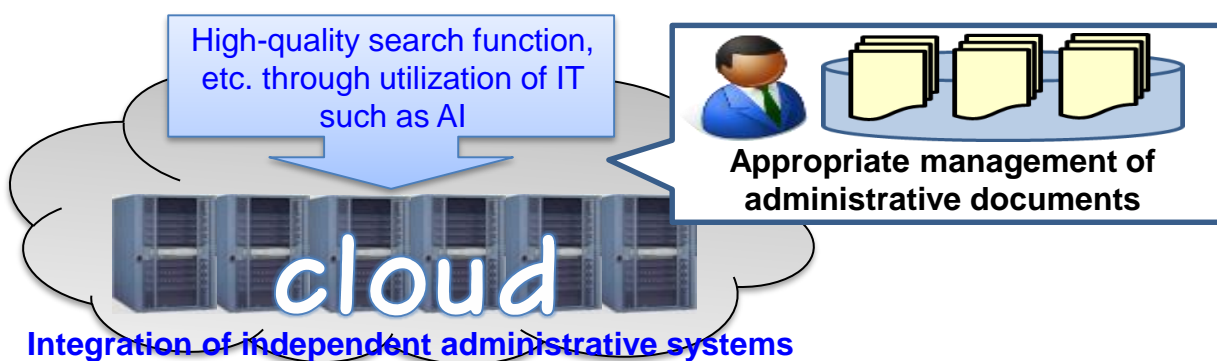 High-quality search function,
etc. through utilization of IT
such as AI
Appropriate management of
administrative documents
cloud
Integration of independent administrative systems